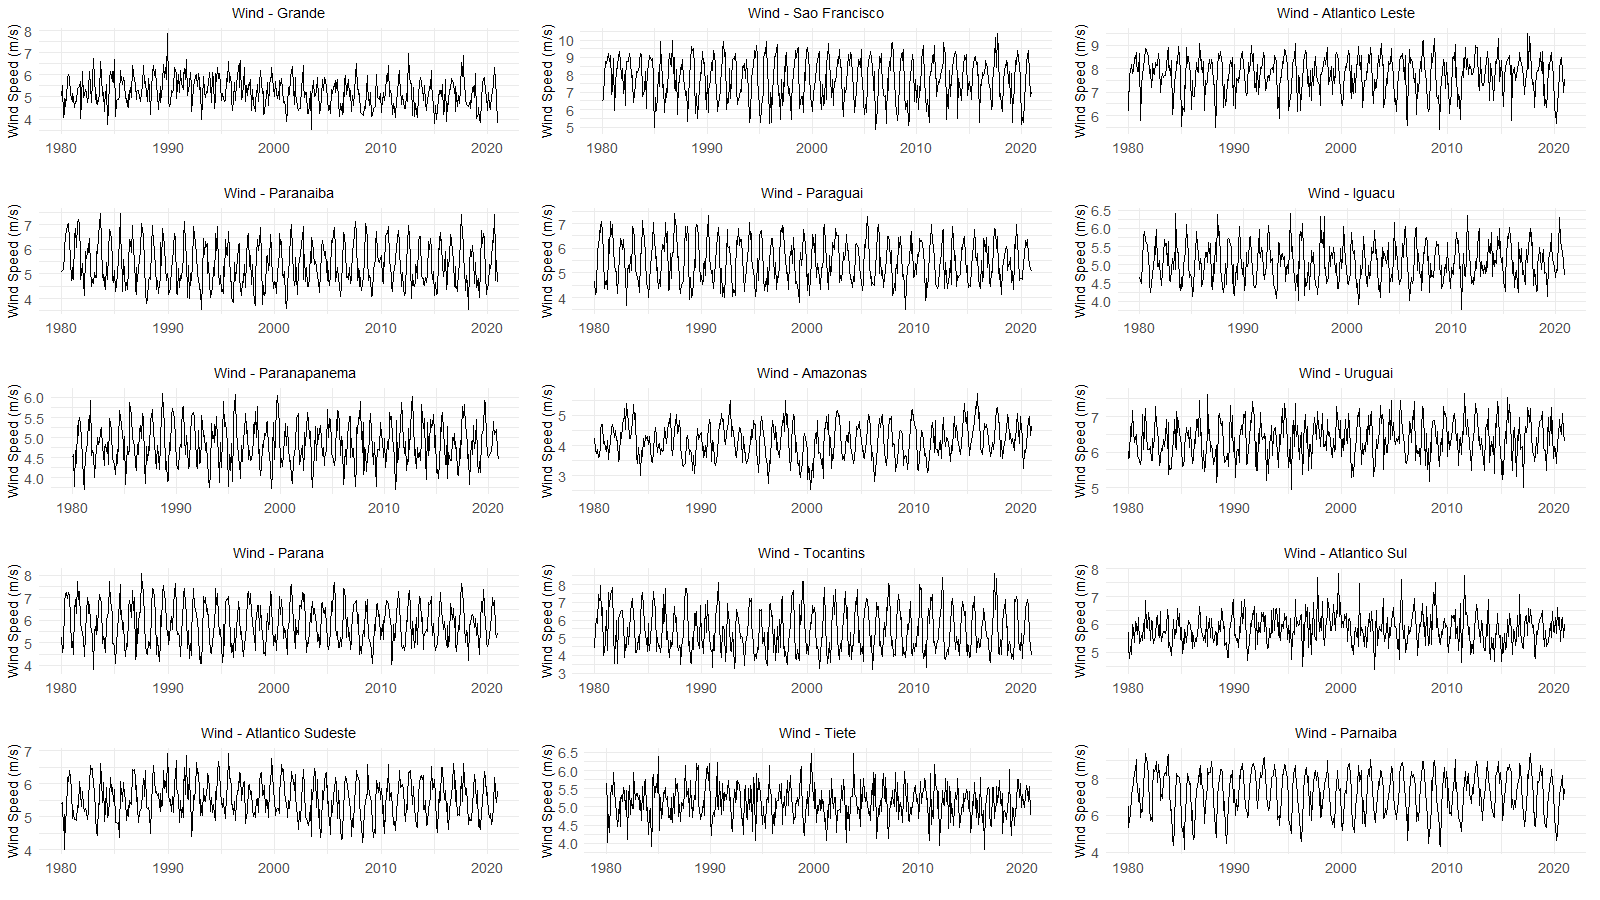 Wind - Grande
Wind Speed (m/s)
8
7
6
5
4
1980 1990 2000 2010 2020
Wind - Sao Francisco
Wind Speed (m/s)
10
9
8
7
6
5
1980 1990 2000 2010 2020
Wind - Atlantico Leste
Wind Speed (m/s)
9
8
7
6
1980 1990 2000 2010 2020
Wind - Paranaiba
Wind Speed (m/s)
7
6
5
4
1980 1990 2000 2010 2020
Wind - Paraguai
Wind Speed (m/s)
7
6
5
4
1980 1990 2000 2010 2020
Wind - Iguacu
Wind Speed (m/s)
6.5
6.0
5.5
5.0
4.5
4.0
1980 1990 2000 2010 2020
Wind - Paranapanema
Wind Speed (m/s)
6.0
5.5
5.0
4.5
4.0
1980 1990 2000 2010 2020
Wind - Amazonas
Wind Speed (m/s)
5
4
3
1980 1990 2000 2010 2020
Wind - Uruguai
Wind Speed (m/s)
7
6
5
1980 1990 2000 2010 2020
Wind - Parana
Wind Speed (m/s)
8
7
6
5
4
1980 1990 2000 2010 2020
Wind - Tocantins
Wind Speed (m/s)
8
7
6
5
4
3
1980 1990 2000 2010 2020
Wind - Atlantico Sul
Wind Speed (m/s)
8
7
6
5
1980 1990 2000 2010 2020
Wind - Atlantico Sudeste
Wind Speed (m/s)
7
6
5
4
1980 1990 2000 2010 2020
Wind - Tiete
Wind Speed (m/s)
6.5
6.0
5.5
5.0
4.5
4.0
1980 1990 2000 2010 2020
Wind - Parnaiba
Wind Speed (m/s)
8
6
4
1980 1990 2000 2010 2020